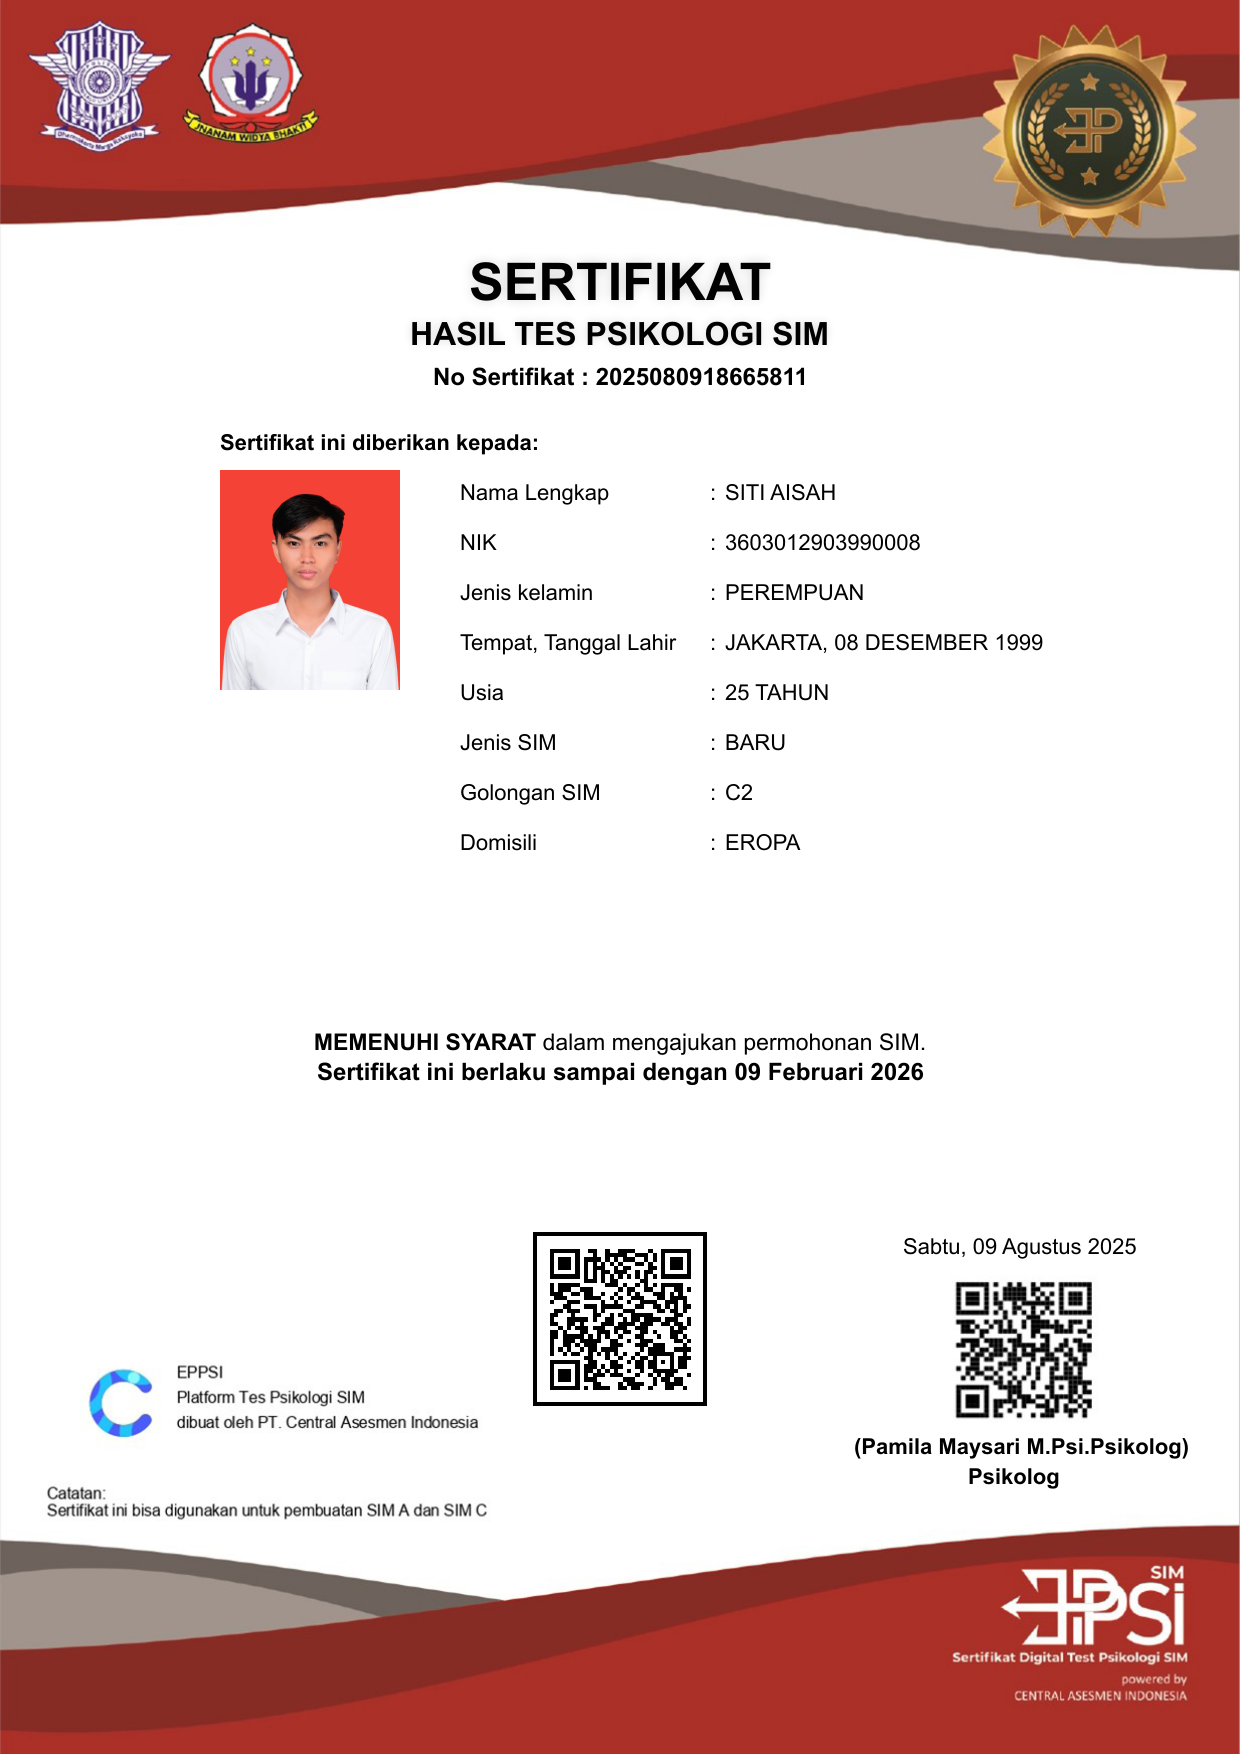 Dharmakerta Marga Raksyaka
JNANAM WIDYA BHAKTI
SERTIFIKAT
HASIL TES PSIKOLOGI SIM
No Sertifikat : 2025080918665811
Sertifikat ini diberikan kepada:
Nama Lengkap : SITI AISAH
NIK : 3603012903990008
Jenis kelamin : PEREMPUAN
Tempat, Tanggal Lahir : JAKARTA, 08 DESEMBER 1999
Usia : 25 TAHUN
Jenis SIM : BARU
Golongan SIM : C2
Domisili : EROPA
MEMENUHI SYARAT dalam mengajukan permohonan SIM.
Sertifikat ini berlaku sampai dengan 09 Februari 2026
Sabtu, 09 Agustus 2025
EPPSI
Platform Tes Psikologi SIM
dibuat oleh PT. Central Asesmen Indonesia
(Pamila Maysari M.Psi.Psikolog)
Psikolog
Catatan:
Sertifikat ini bisa digunakan untuk pembuatan SIM A dan SIM C
SIM
EPPSi
Sertifikat Digital Test Psikologi SIM
powered by
CENTRAL ASESMEN INDONESIA